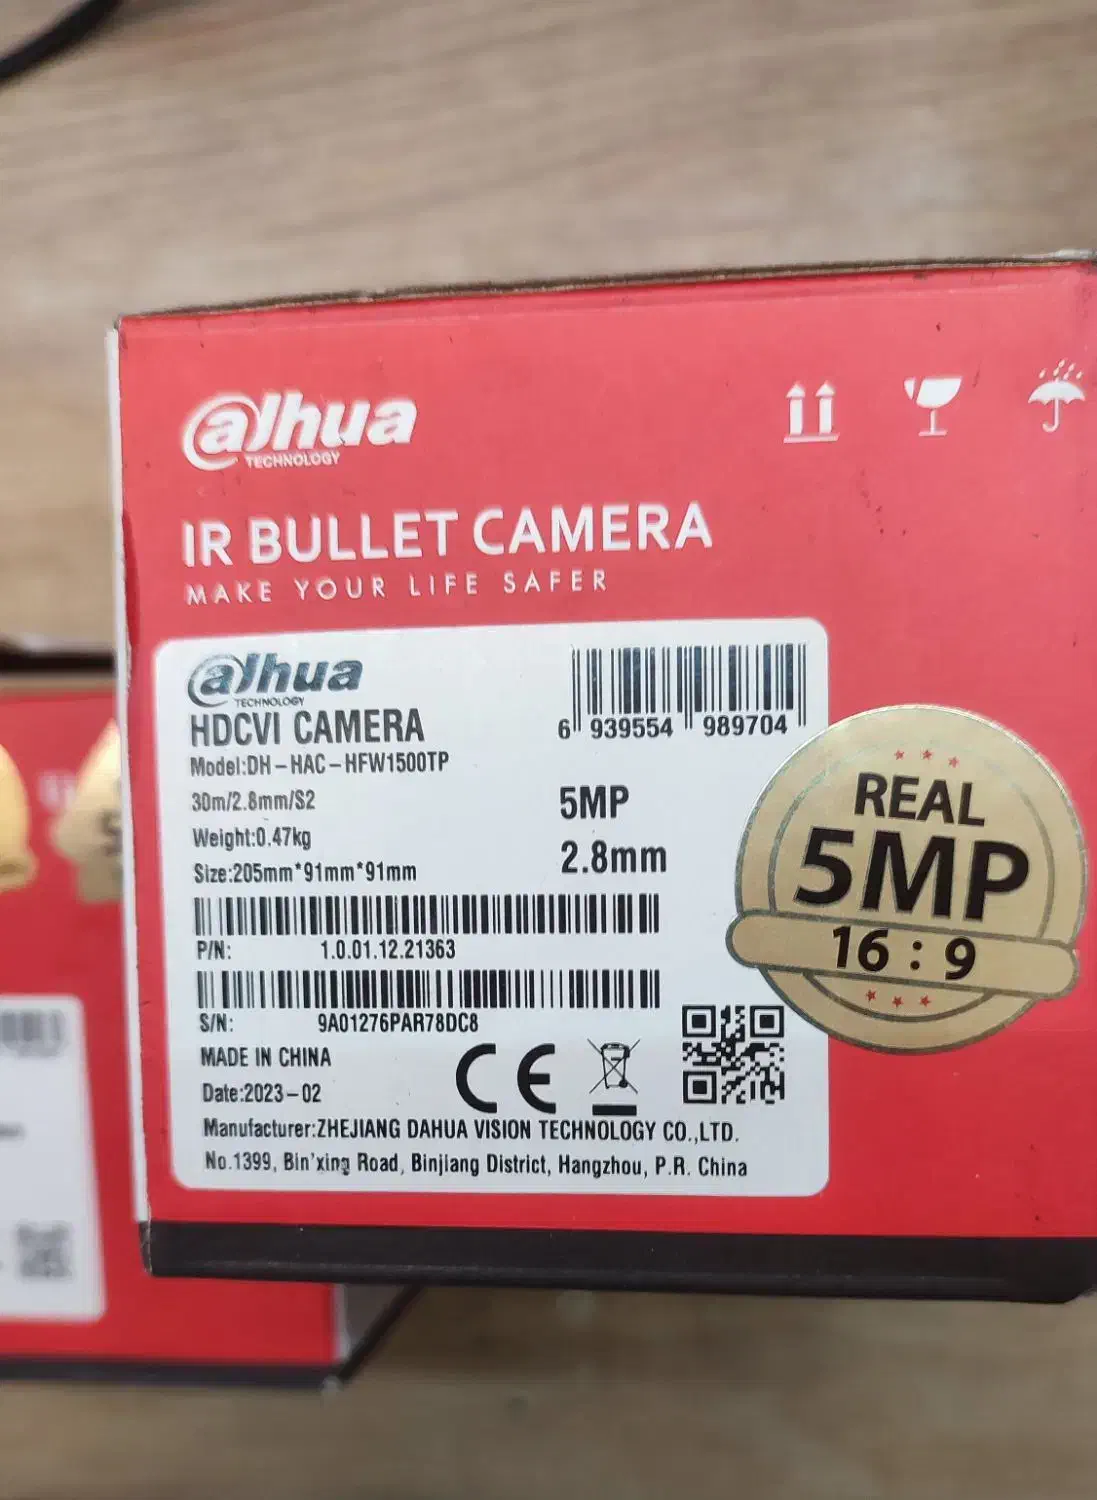 alhua
TECHNOLOGY
IR BULLET CAMERA
MAKE YOUR LIFE SAFER
alhua
TECHNOLOGY
HDCVI CAMERA
Model:DH-HAC-HFW1500TP
30m/2.8mm/S2
Weight:0.47kg
Size:205mm*91mm*91mm
6 939554 989704
5MP
2.8mm
P/N: 1.0.01.12.21363
S/N: 9A01276PAR78DC8
MADE IN CHINA
Date:2023-02
CE
Manufacturer:ZHEJIANG DAHUA VISION TECHNOLOGY CO.,LTD.
No.1399, Bin'xing Road, Binjiang District, Hangzhou, P.R. China
REAL
5MP
16:9